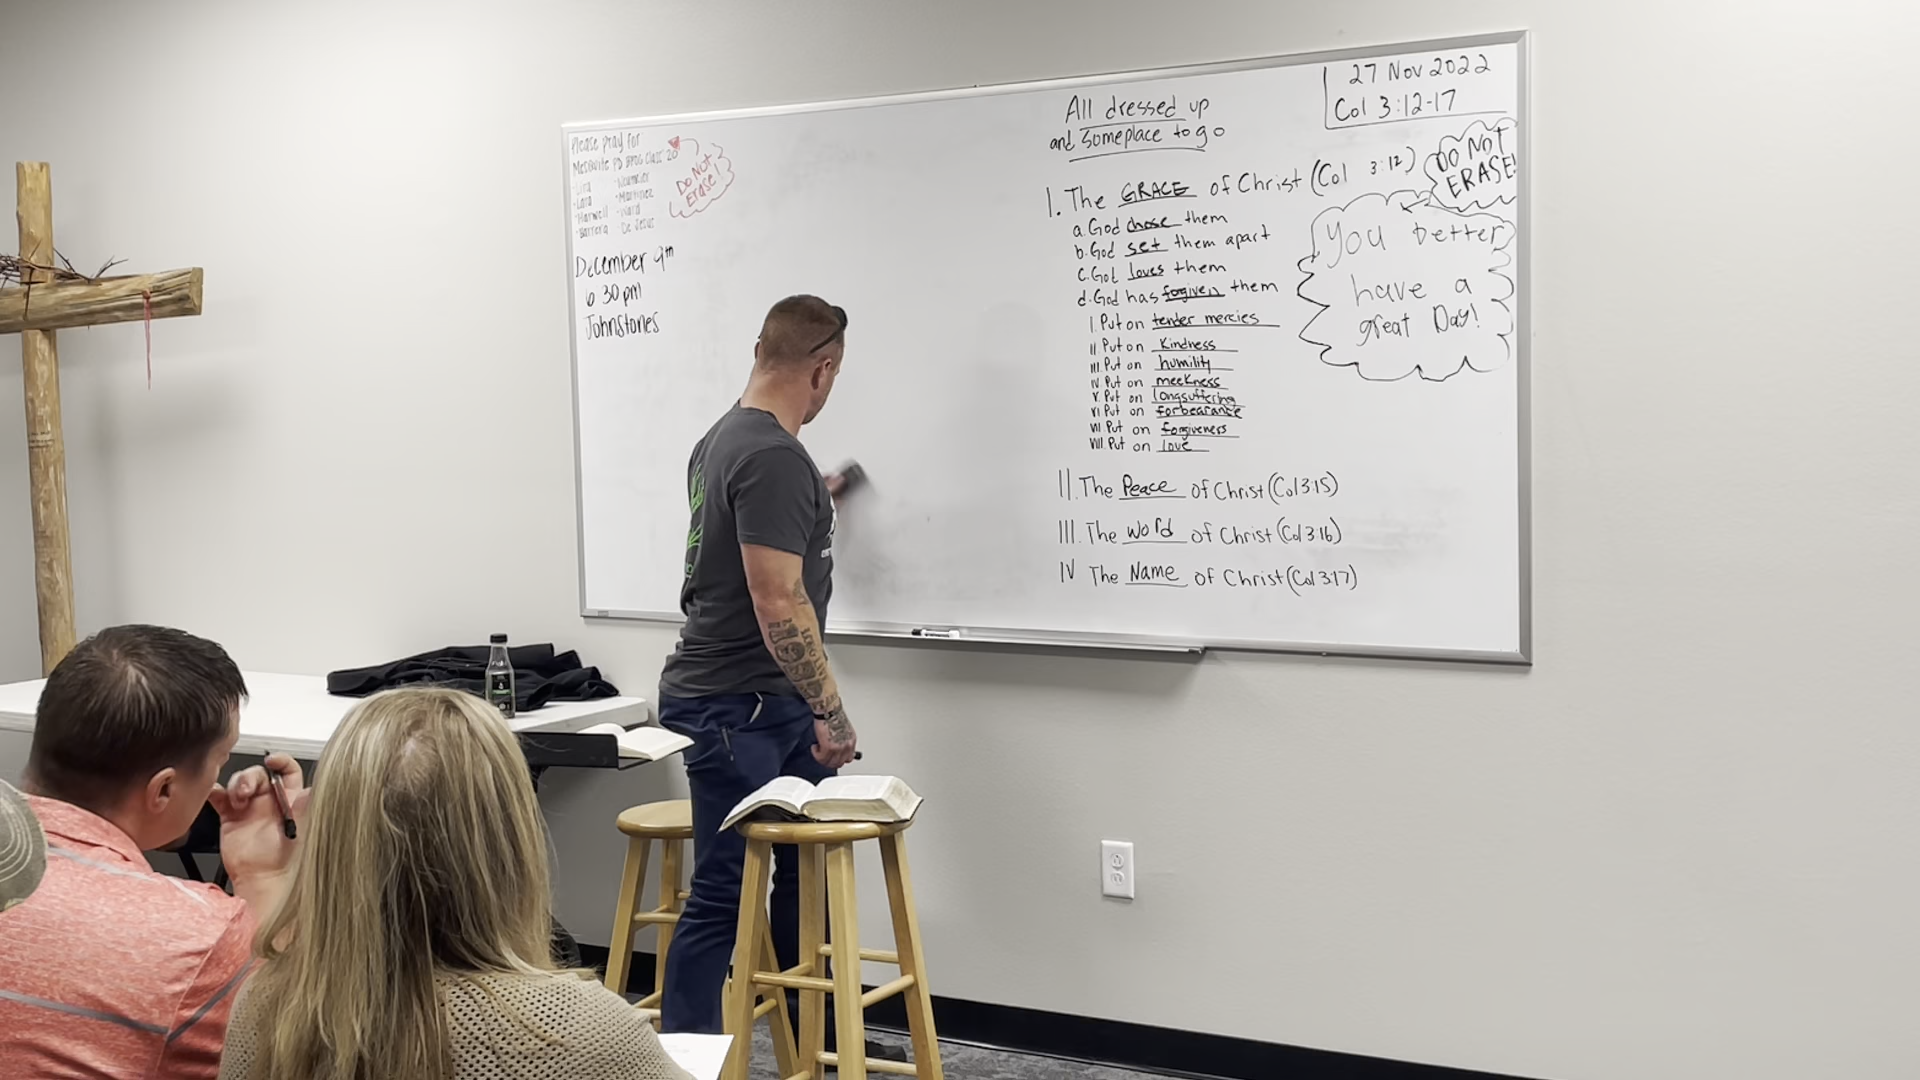 Please pray for
Mesquite PD BPOC Class 20
DO NOT
ERASE!
-Lira
-Lara -Martinez
-Harwell -Ward
-Barrera De Jesus
December 9th
6 30 pm
Johnstones
27 Nov 2022
Col 3:12-17
All dressed up
and Someplace to go
DO NOT
ERASE!
I. The GRACE of Christ (Col 3:12)
a. God chose them
b. God set them apart
c. God loves them
d. God has forgiven them
I. Put on tender mercies
II Put on Kindness
III. Put on humility
IV Put on meekness
V. Put on longsuffering
VI Put on forbearance
VII. Put on forgiveness
VIII. Put on love
II. The Peace of Christ (Col 3:15)
III. The word of Christ (Col 3:16)
IV The Name of Christ (Col 3:17)
You better
have a
great Day!